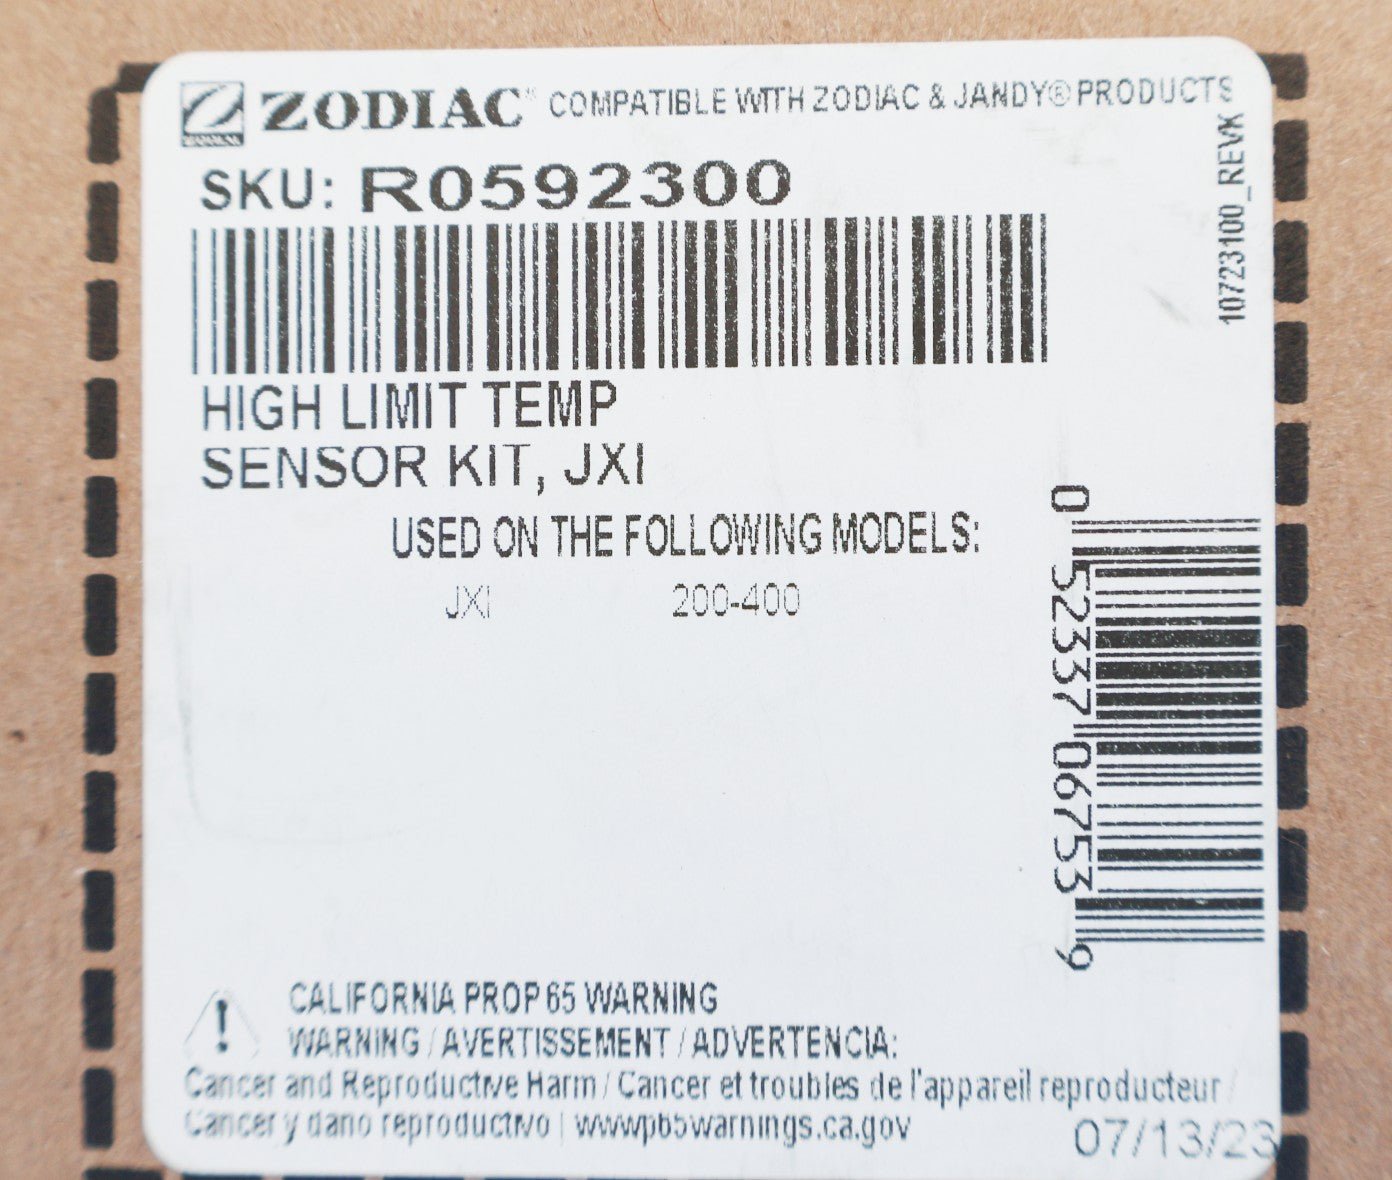 ZODIAC® COMPATIBLE WITH ZODIAC & JANDY® PRODUCTS
SKU: R0592300
10723100_REVK
HIGH LIMIT TEMP
SENSOR KIT, JXI
USED ON THE FOLLOWING MODELS:
JXI 200-400
0 52337 06753 9
CALIFORNIA PROP 65 WARNING
WARNING / AVERTISSEMENT / ADVERTENCIA:
Cancer and Reproductive Harm / Cancer et troubles de l'appareil reproducteur /
Cancer y dano reproductivo | www.p65warnings.ca.gov
07/13/23